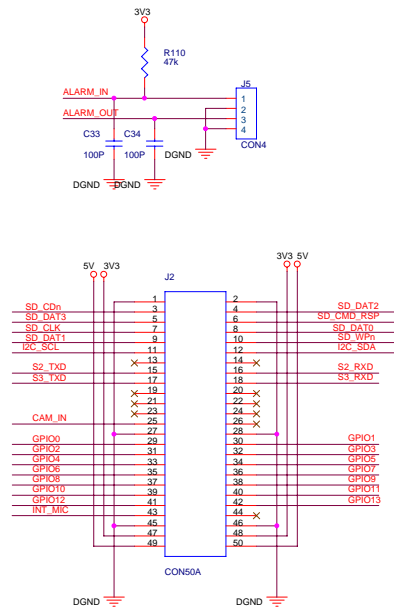 3V3
R110
47k
J5
ALARM_IN
1
2
ALARM_OUT
3
4
C33
C34
CON4
100P
100P
DGND
DGND
DGND
3V3 5V
5V 3V3
J2
1 2
SD_CDn 3 4 SD_DAT2
SD_DAT3 5 6 SD_CMD_RSP
SD_CLK 7 8 SD_DAT0
SD_DAT1 9 10 SD_WPn
I2C_SCL 11 12 I2C_SDA
13 14
S2_TXD 15 16 S2_RXD
S3_TXD 17 18 S3_RXD
19 20
21 22
23 24
CAM_IN 25 26
27 28
GPIO0 29 30 GPIO1
GPIO2 31 32 GPIO3
GPIO4 33 34 GPIO5
GPIO6 35 36 GPIO7
GPIO8 37 38 GPIO9
GPIO10 39 40 GPIO11
GPIO12 41 42 GPIO13
INT_MIC 43 44
45 46
47 48
49 50
CON50A
DGND DGND